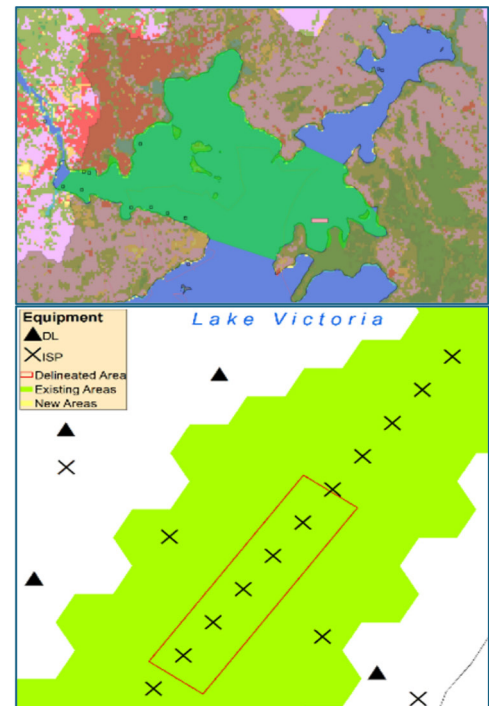 Equipment
DL
ISP
Delineated Area
Existing Areas
New Areas
Lake Victoria